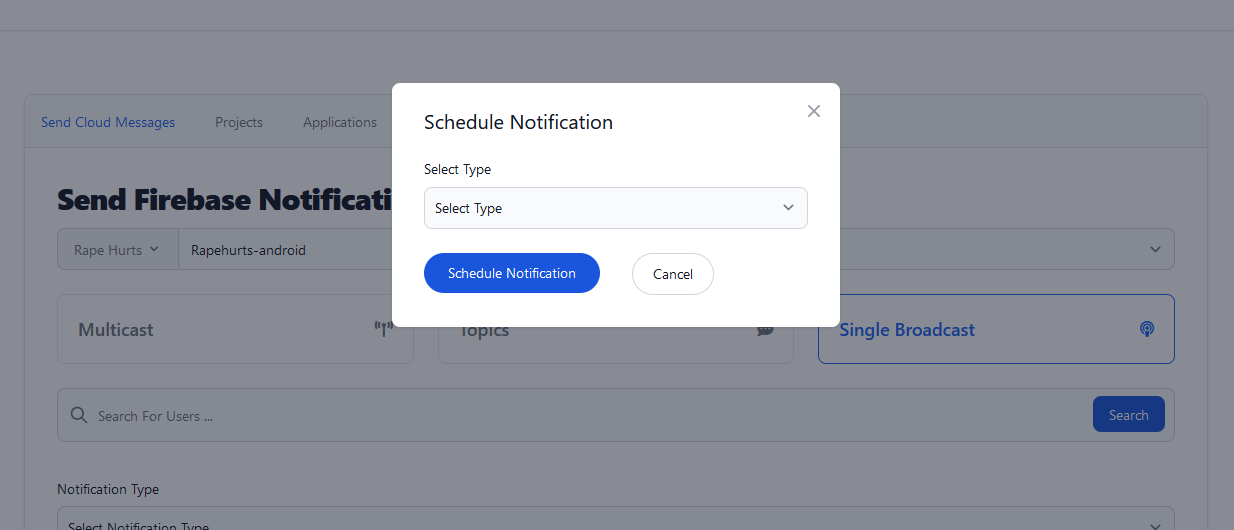 Send Cloud Messages
Projects
Applications
Schedule Notification
Select Type
Select Type
Schedule Notification
Cancel
Send Firebase Notificati
Rape Hurts
Rapehurts-android
Multicast
Topics
Single Broadcast
Search For Users ...
Search
Notification Type
Select Notification Type